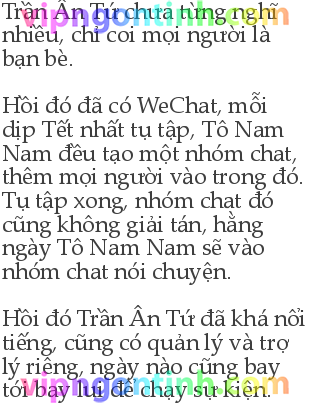 Trần Ân Tứ chưa từng nghĩ
nhiều, chỉ coi mọi người là
bạn bè.
Hồi đó đã có WeChat, mỗi
dịp Tết nhất tụ tập, Tô Nam
Nam đều tạo một nhóm chat,
thêm mọi người vào trong đó.
Tụ tập xong, nhóm chat đó
cũng không giải tán, hằng
ngày Tô Nam Nam sẽ vào
nhóm chat nói chuyện.
Hồi đó Trần Ân Tứ đã khá nổi
tiếng, cũng có quản lý và trợ
lý riêng, ngày nào cũng bay
tới bay lui để chạy sự kiện.
vipngontinh.com
vipngontinh.com